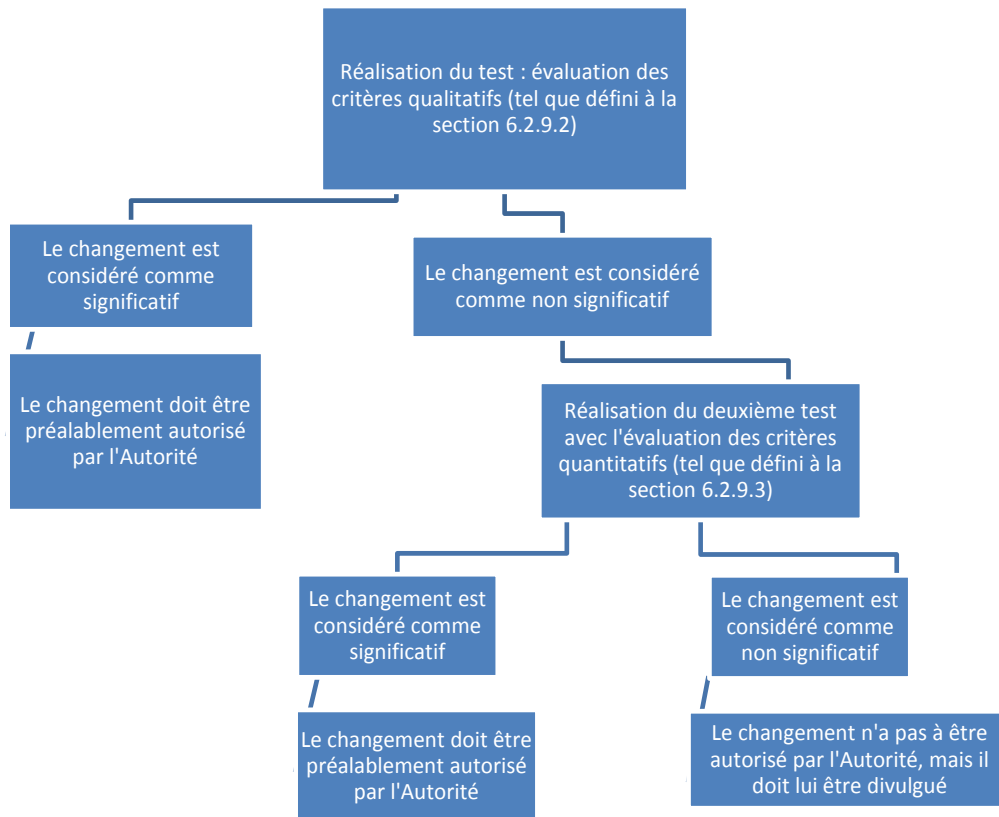 Réalisation du test : évaluation des
critères qualitatifs (tel que défini à la
section 6.2.9.2)
Le changement est
considéré comme
significatif
Le changement doit être
préalablement autorisé
par l'Autorité
Le changement est considéré
comme non significatif
Réalisation du deuxième test
avec l'évaluation des critères
quantitatifs (tel que défini à la
section 6.2.9.3)
Le changement est
considéré comme
significatif
Le changement doit être
préalablement autorisé
par l'Autorité
Le changement est
considéré comme
non significatif
Le changement n'a pas à être
autorisé par l'Autorité, mais il
doit lui être divulgué